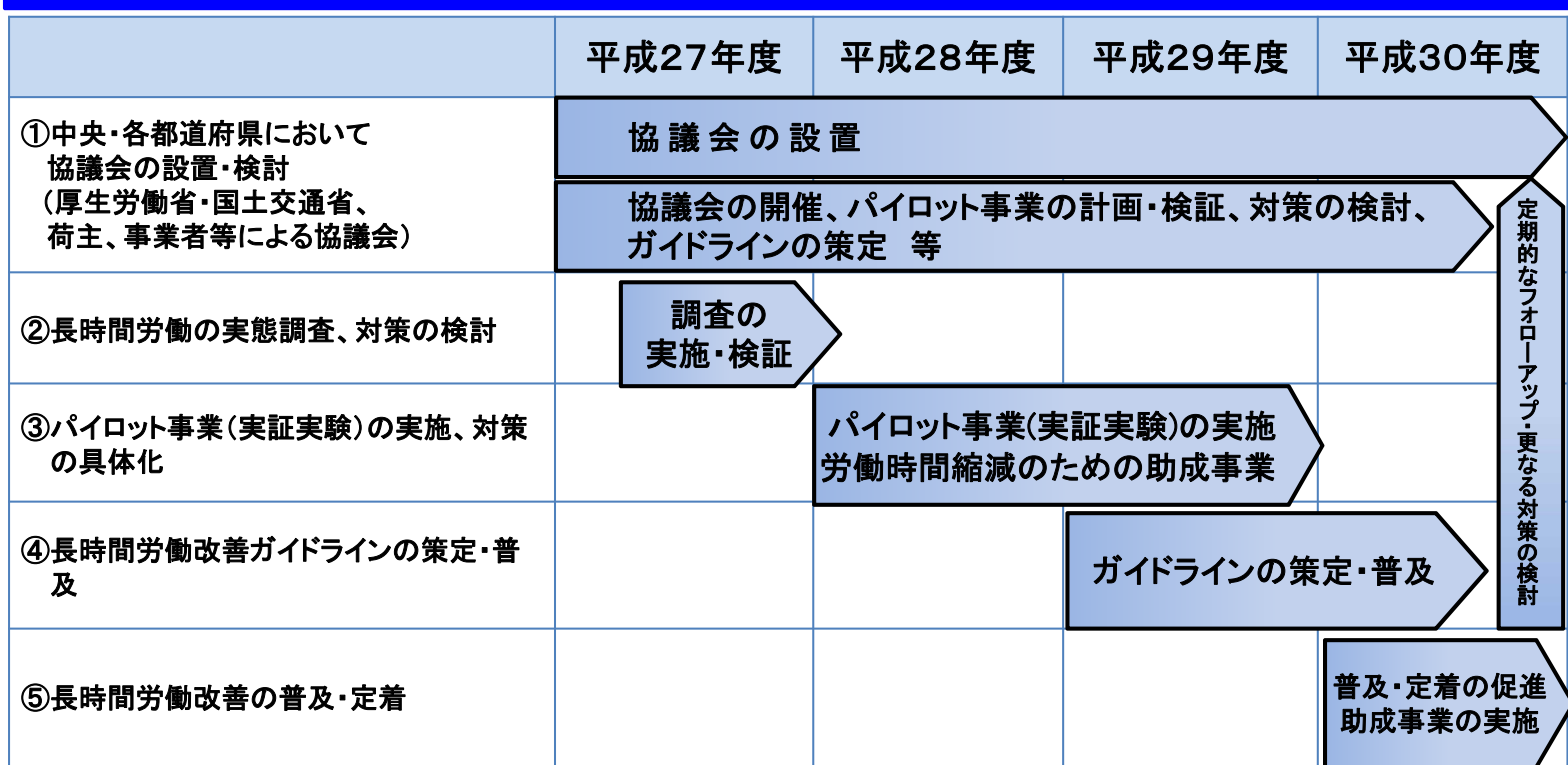 平成27年度
平成28年度
平成29年度
平成30年度
①中央・各都道府県において
協議会の設置・検討
（厚生労働省・国土交通省、
荷主、事業者等による協議会）
協 議 会 の 設 置
協議会の開催、パイロット事業の計画・検証、対策の検討、
ガイドラインの策定　等
定期的なフォローアップ・更なる対策の検討
②長時間労働の実態調査、対策の検討
調査の
実施・検証
③パイロット事業（実証実験）の実施、対策
の具体化
パイロット事業(実証実験)の実施
労働時間縮減のための助成事業
④長時間労働改善ガイドラインの策定・普
及
ガイドラインの策定・普及
⑤長時間労働改善の普及・定着
普及・定着の促進
助成事業の実施